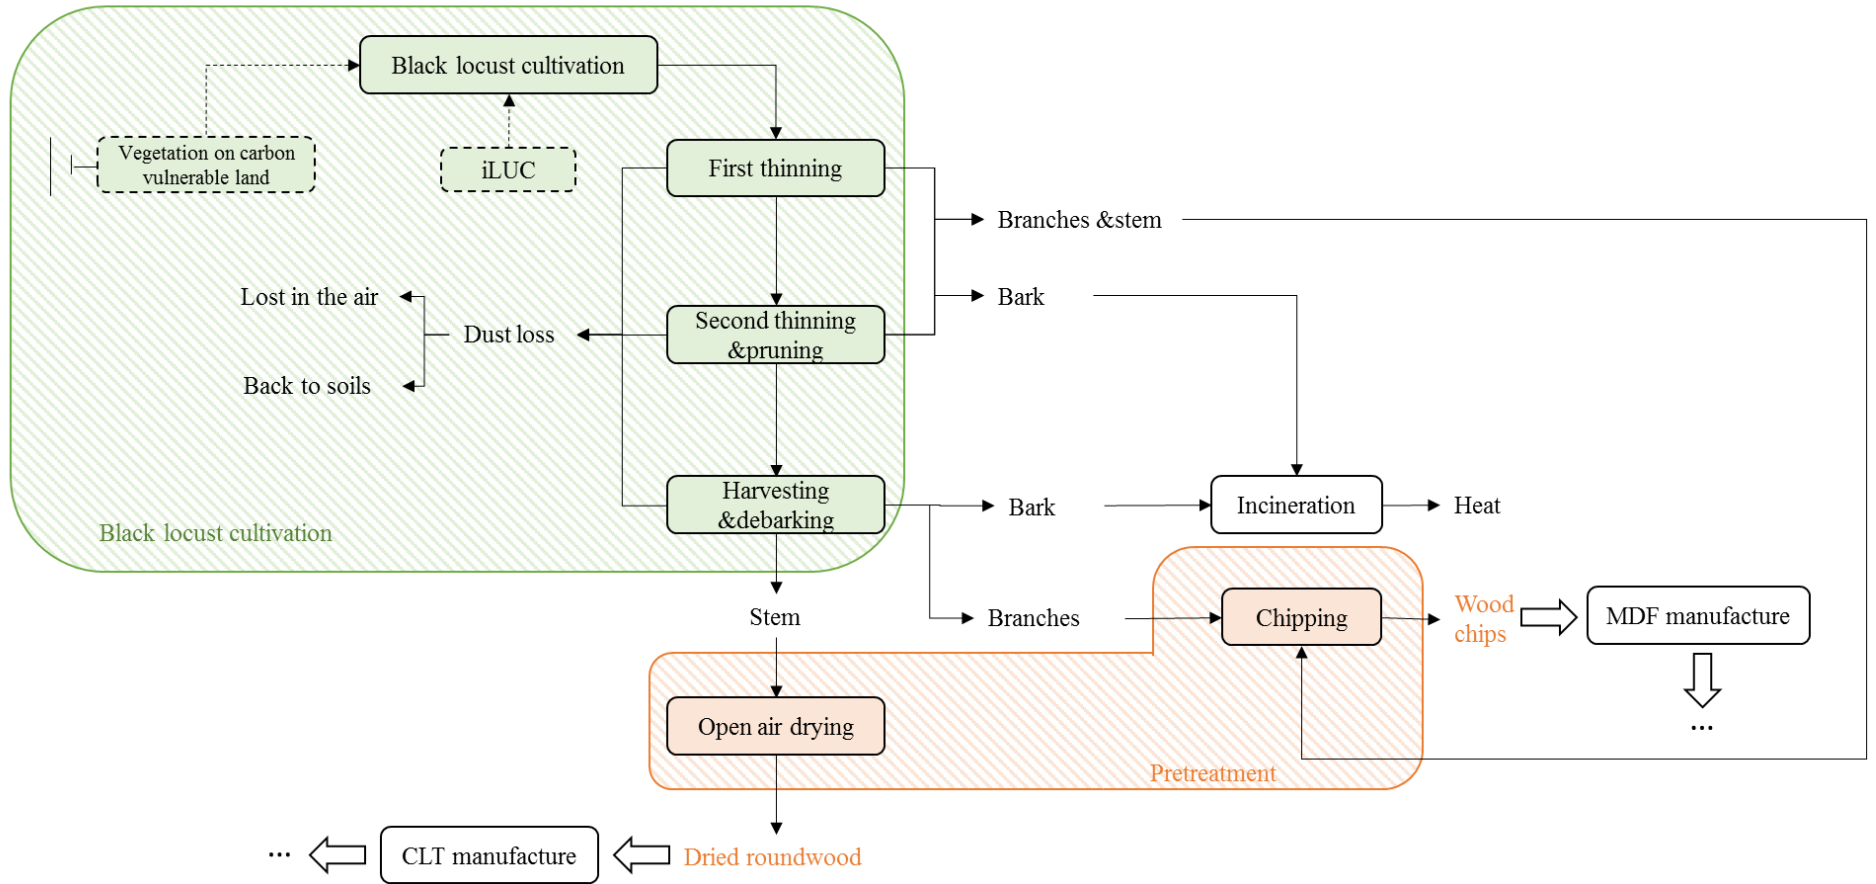 Black locust cultivation
Vegetation on carbon
vulnerable land
iLUC
First thinning
Branches &stem
Lost in the air
Bark
Second thinning
&pruning
Dust loss
Back to soils
Harvesting
&debarking
Bark
Incineration
Heat
Black locust cultivation
Stem
Branches
Chipping
Wood
chips
MDF manufacture
Open air drying
...
Pretreatment
...
CLT manufacture
Dried roundwood